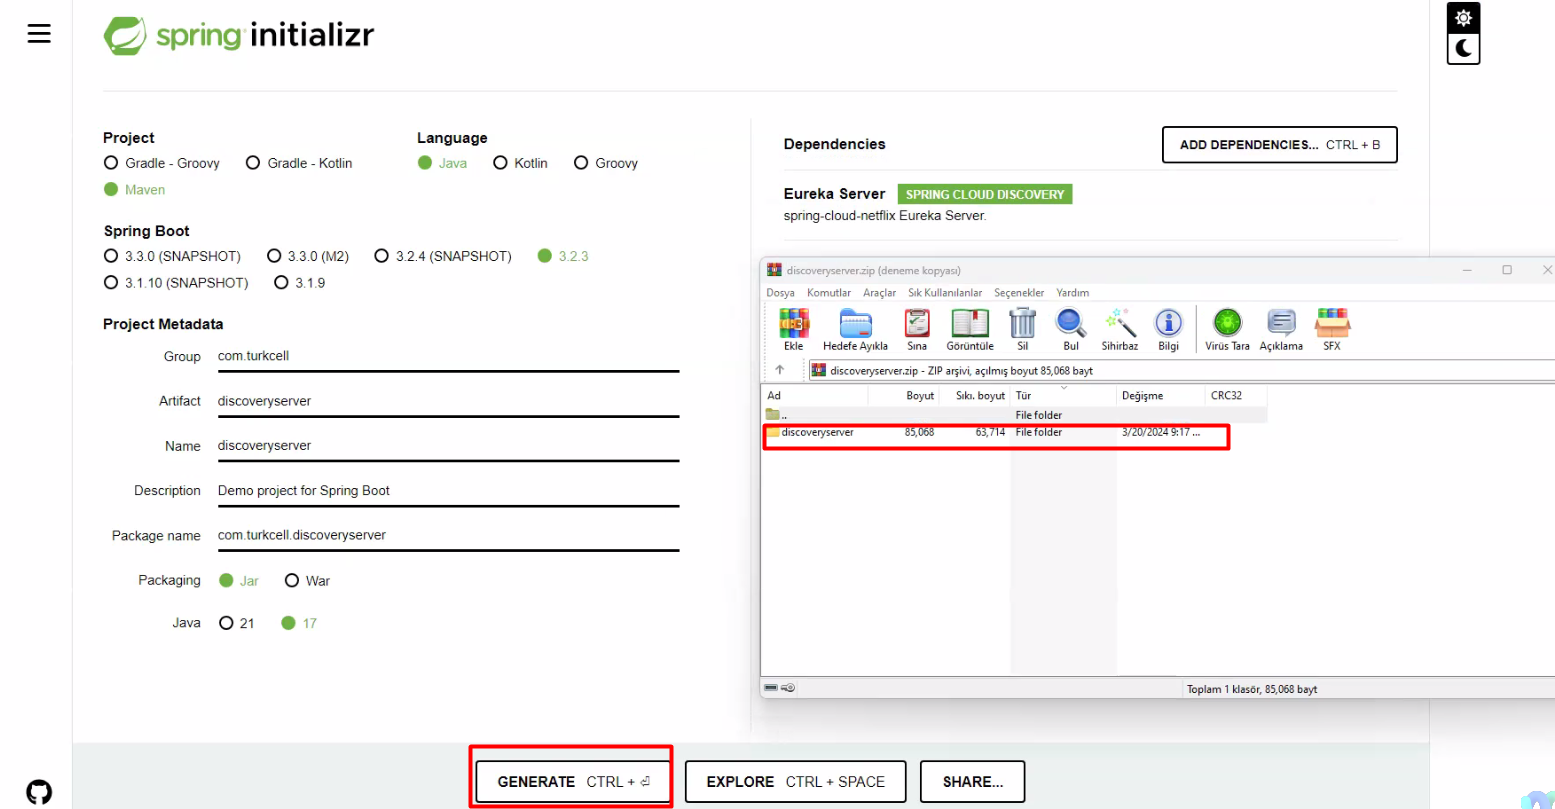 spring initializr
Project
Gradle - Groovy Gradle - Kotlin
Maven
Language
Java Kotlin Groovy
Spring Boot
3.3.0 (SNAPSHOT) 3.3.0 (M2) 3.2.4 (SNAPSHOT) 3.2.3
3.1.10 (SNAPSHOT) 3.1.9
Project Metadata
Group com.turkcell
Artifact discoveryserver
Name discoveryserver
Description Demo project for Spring Boot
Package name com.turkcell.discoveryserver
Packaging Jar War
Java 21 17
Dependencies
ADD DEPENDENCIES... CTRL + B
Eureka Server SPRING CLOUD DISCOVERY
spring-cloud-netflix Eureka Server.
discoveryserver.zip (deneme kopyası)
Dosya Komutlar Araçlar Sık Kullanılanlar Seçenekler Yardım
Ekle Hedefe Ayıkla Sına Görüntüle Sil Bul Sihirbaz Bilgi Virüs Tara Açıklama SFX
discoveryserver.zip - ZIP arşivi, açılmış boyut 85,068 bayt
Ad Boyut Sıkı. boyut Tür Değişme CRC32
.. File folder
discoveryserver 85,068 63,714 File folder 3/20/2024 9:17 ...
Toplam 1 klasör, 85,068 bayt
GENERATE CTRL + ⏎ EXPLORE CTRL + SPACE SHARE...